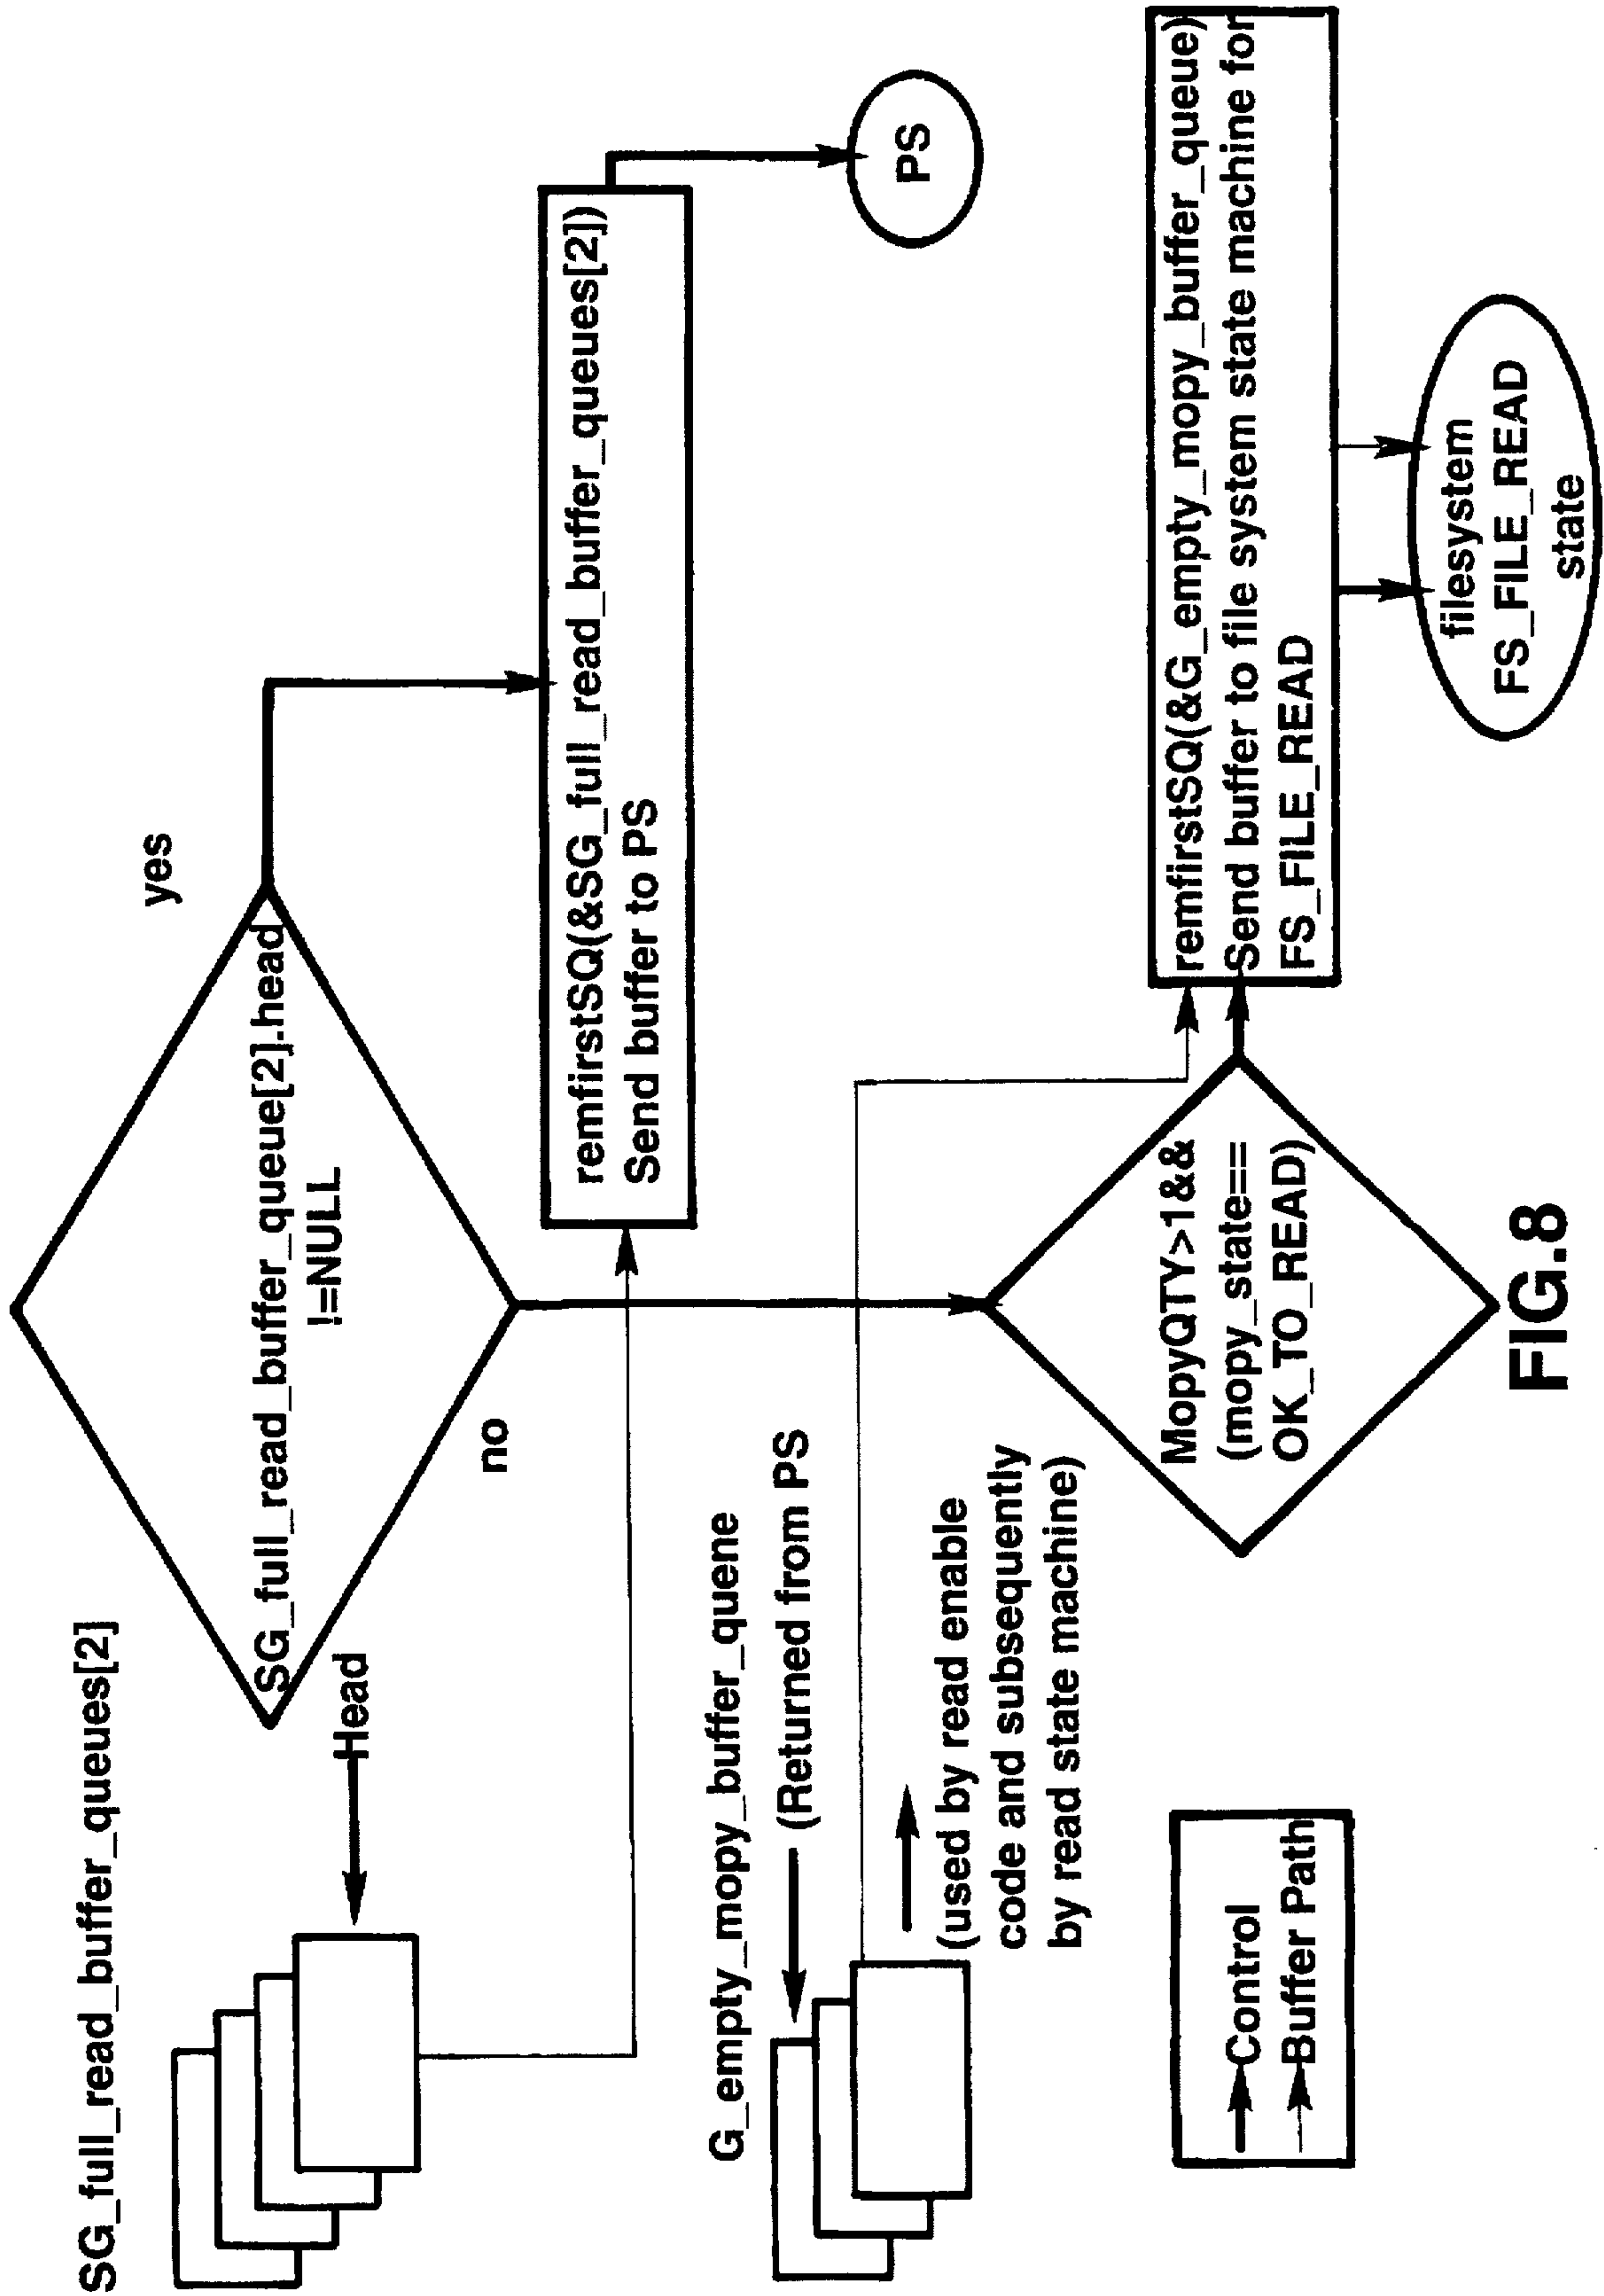 SG_full_read_buffer_queues[2]
Head
SG_full_read_buffer_queue[2].head
!=NULL
yes
no
remfirstSQ(&SG_full_read_buffer_queues[2])
Send buffer to PS
PS
G_empty_mopy_buffer_quene
(Returned from PS
(used by read enable
code and subsequently
by read state machine)
MopyQTY>1&&
(mopy_state==
OK_TO_READ)
remfirstSQ(&G_empty_mopy_buffer_queue)
Send buffer to file system state machine for
FS_FILE_READ
filesystem
FS_FILE_READ
state
Control
Buffer Path
FIG.8